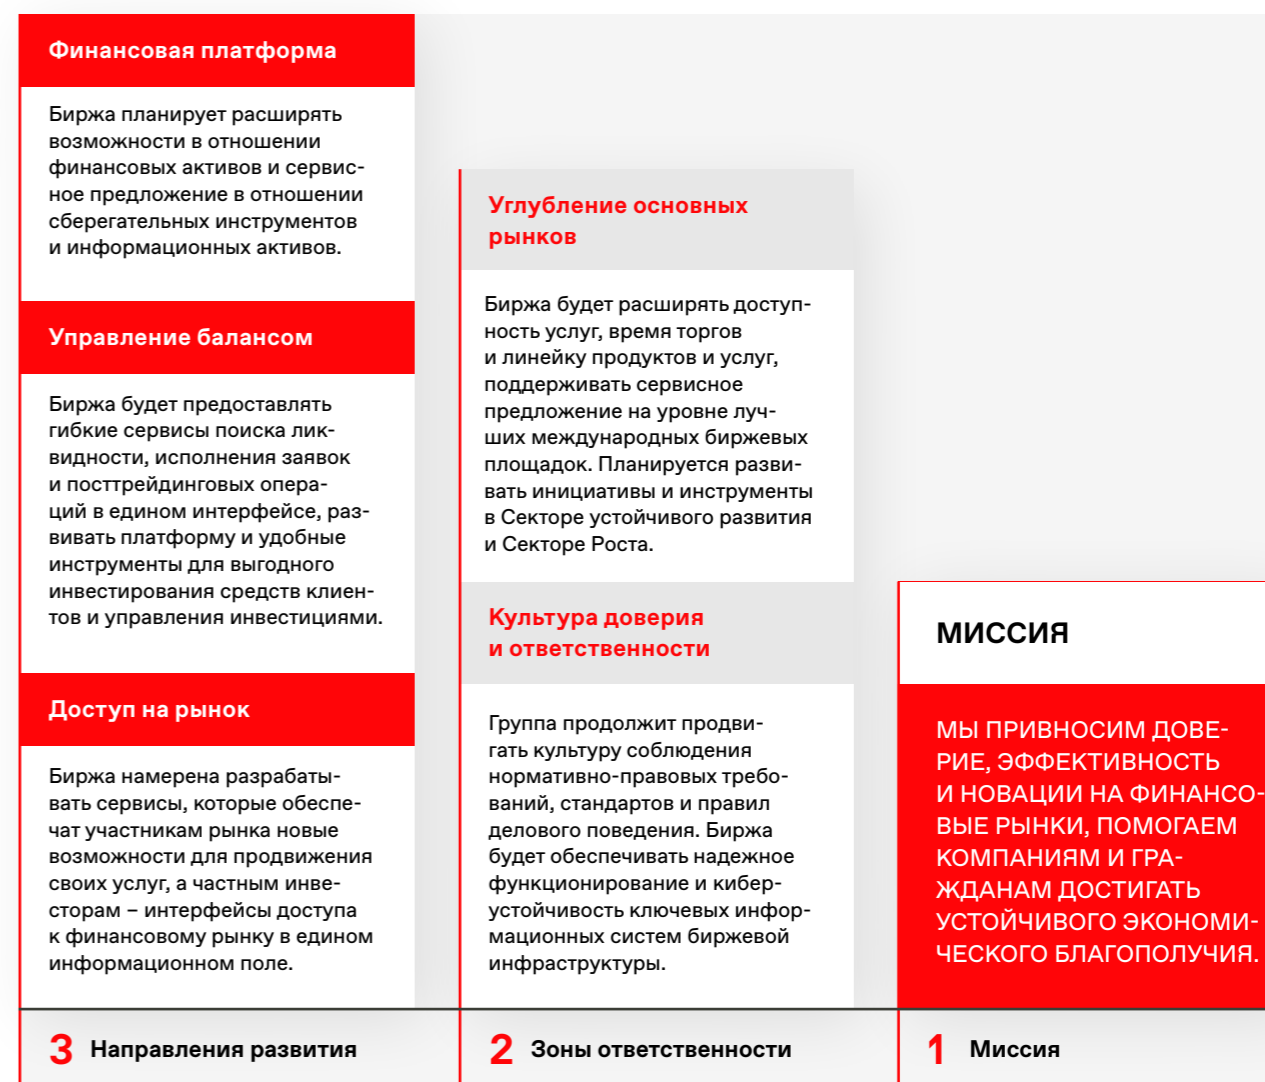 Финансовая платформа
Биржа планирует расширять
возможности в отношении
финансовых активов и сервис-
ное предложение в отношении
сберегательных инструментов
и информационных активов.
Управление балансом
Биржа будет предоставлять
гибкие сервисы поиска лик-
видности, исполнения заявок
и посттрейдинговых опера-
ций в едином интерфейсе, раз-
вивать платформу и удобные
инструменты для выгодного
инвестирования средств клиен-
тов и управления инвестициями.
Доступ на рынок
Биржа намерена разрабаты-
вать сервисы, которые обеспе-
чат участникам рынка новые
возможности для продвижения
своих услуг, а частным инве-
сторам – интерфейсы доступа
к финансовому рынку в едином
информационном поле.
3 Направления развития
Углубление основных
рынков
Биржа будет расширять доступ-
ность услуг, время торгов
и линейку продуктов и услуг,
поддерживать сервисное
предложение на уровне луч-
ших международных биржевых
площадок. Планируется разви-
вать инициативы и инструменты
в Секторе устойчивого развития
и Секторе Роста.
Культура доверия
и ответственности
Группа продолжит продви-
гать культуру соблюдения
нормативно-правовых требо-
ваний, стандартов и правил
делового поведения. Биржа
будет обеспечивать надежное
функционирование и кибер-
устойчивость ключевых инфор-
мационных систем биржевой
инфраструктуры.
2 Зоны ответственности
МИССИЯ
МЫ ПРИВНОСИМ ДОВЕ-
РИЕ, ЭФФЕКТИВНОСТЬ
И НОВАЦИИ НА ФИНАНСО-
ВЫЕ РЫНКИ, ПОМОГАЕМ
КОМПАНИЯМ И ГРА-
ЖДАНАМ ДОСТИГАТЬ
УСТОЙЧИВОГО ЭКОНОМИ-
ЧЕСКОГО БЛАГОПОЛУЧИЯ.
1 Миссия